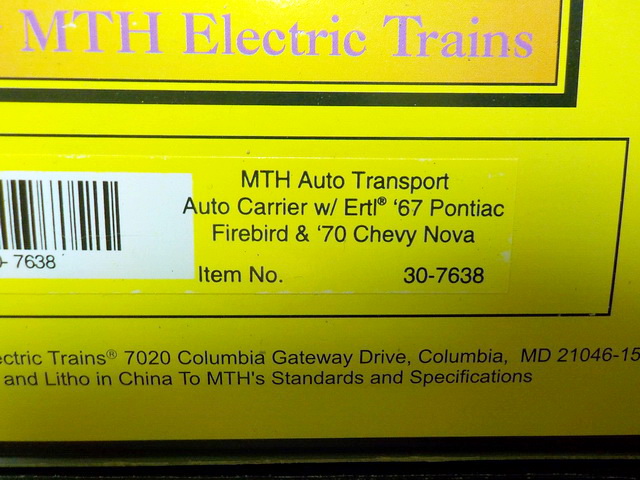 MTH Electric Trains
MTH Auto Transport
Auto Carrier w/ Ertl® '67 Pontiac
Firebird & '70 Chevy Nova
- 7638
Item No. 30-7638
ectric Trains® 7020 Columbia Gateway Drive, Columbia, MD 21046-15
and Litho in China To MTH's Standards and Specifications